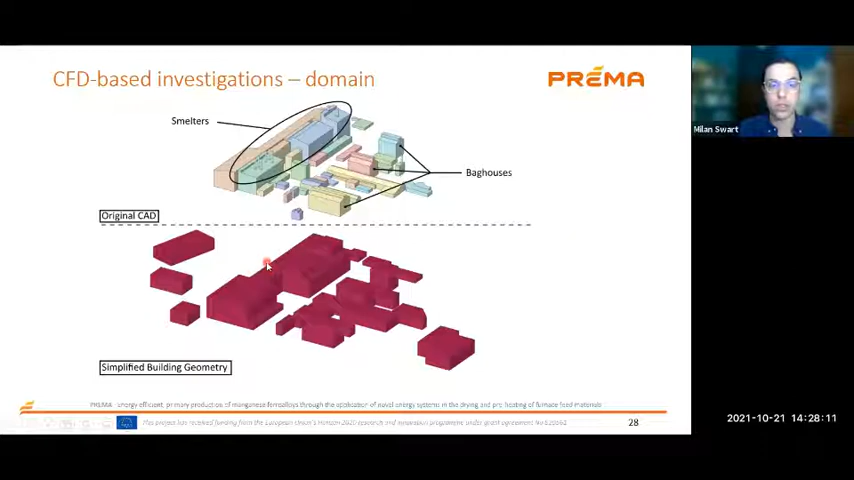 CFD-based investigations – domain
PRĒMA
Smelters
Baghouses
Original CAD
Simplified Building Geometry
PREMA - Energy efficient, primary production of manganese ferroalloys through the application of novel energy systems in the drying and pre-heating of furnace feed materials
This project has received funding from the European Union's Horizon 2020 research and innovation programme under grant agreement No
28
Milan Swart
2021-10-21 14:28:11